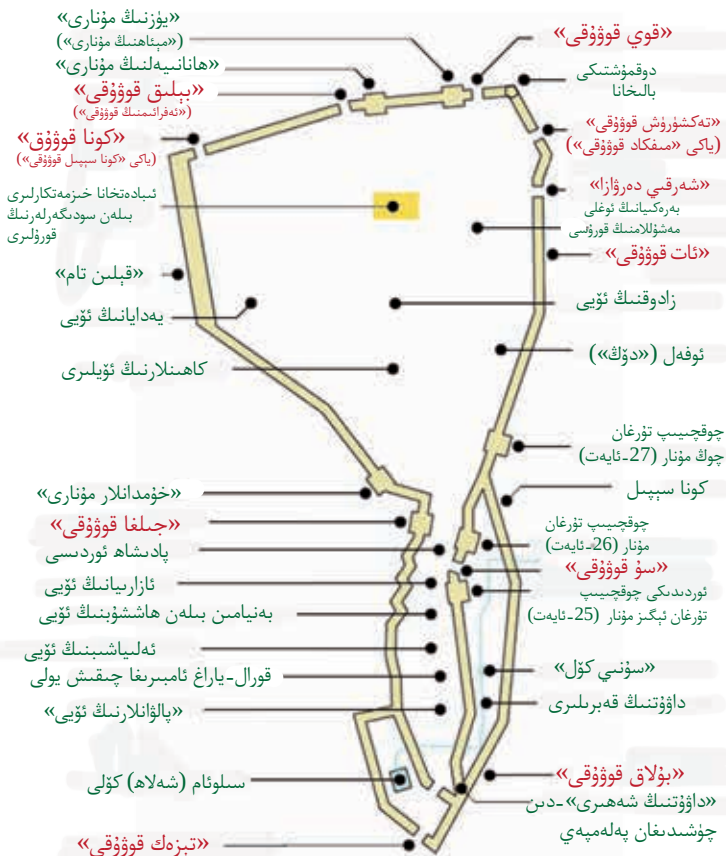 «يۈزنىڭ مۇنارى»
(«مىئاھنىڭ مۇنارى»)
«ھانانىيەلنىڭ مۇنارى»
«بېلىق قوۋۇقى»
(«ئەفرائىمنىڭ قوۋۇقى»)
«كونا قوۋۇق»
(ياكى «كونا سېپىل قوۋۇقى»)
ئىبادەتخانا خىزمەتكارلىرى
بىلەن سودىگەرلەرنىڭ
قورۇلىرى
«قېلىن تام»
يەدايانىڭ ئۆيى
كاھىنلارنىڭ ئۆيلىرى
«خۇمدانلار مۇنارى»
«جىلغا قوۋۇقى»
پادىشاھ ئوردىسى
ئازارىيانىڭ ئۆيى
بەنيامىن بىلەن ھاششۇبنىڭ ئۆيى
ئەلىياشىبنىڭ ئۆيى
قورال-ياراغ ئامبىرىغا چىقىش يولى
«پالۋانلارنىڭ ئۆيى»
سىلوئام (شەلاھ) كۆلى
«تېزەك قوۋۇقى»
«قوي قوۋۇقى»
دوقمۇشتىكى
بالىخانا
«تەكشۈرۈش قوۋۇقى»
(ياكى «مىفكاد قوۋۇقى»)
«شەرقىي دەرۋازا»
بەرەكىيانىڭ ئوغلى
مەشۇللامنىڭ قورۇسى
«ئات قوۋۇقى»
زادوقنىڭ ئۆيى
ئوفەل («دۆڭ»)
چوقچىيىپ تۇرغان
چوڭ مۇنار (27-ئايەت)
كونا سېپىل
چوقچىيىپ تۇرغان
مۇنار (26-ئايەت)
«سۇ قوۋۇقى»
ئوردىدىكى چوقچىيىپ
تۇرغان ئېگىز مۇنار (25-ئايەت)
«سۈنئىي كۆل»
داۋۇتنىڭ قەبرىلىرى
«بۇلاق قوۋۇقى»
«داۋۇتنىڭ شەھىرى»-دىن
چۈشىدىغان پەلەمپەي